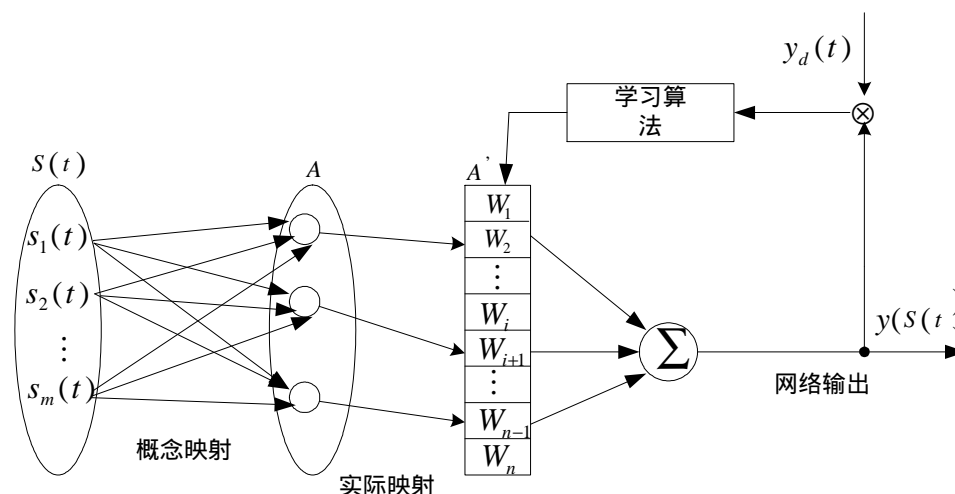 y_d(t)
学习算
法
S(t)
A
A'
s_1(t)
s_2(t)
⋮
s_m(t)
W_1
W_2
⋮
W_i
W_{i+1}
⋮
W_{n-1}
W_n
Σ
y(S(t)
网络输出
概念映射
实际映射